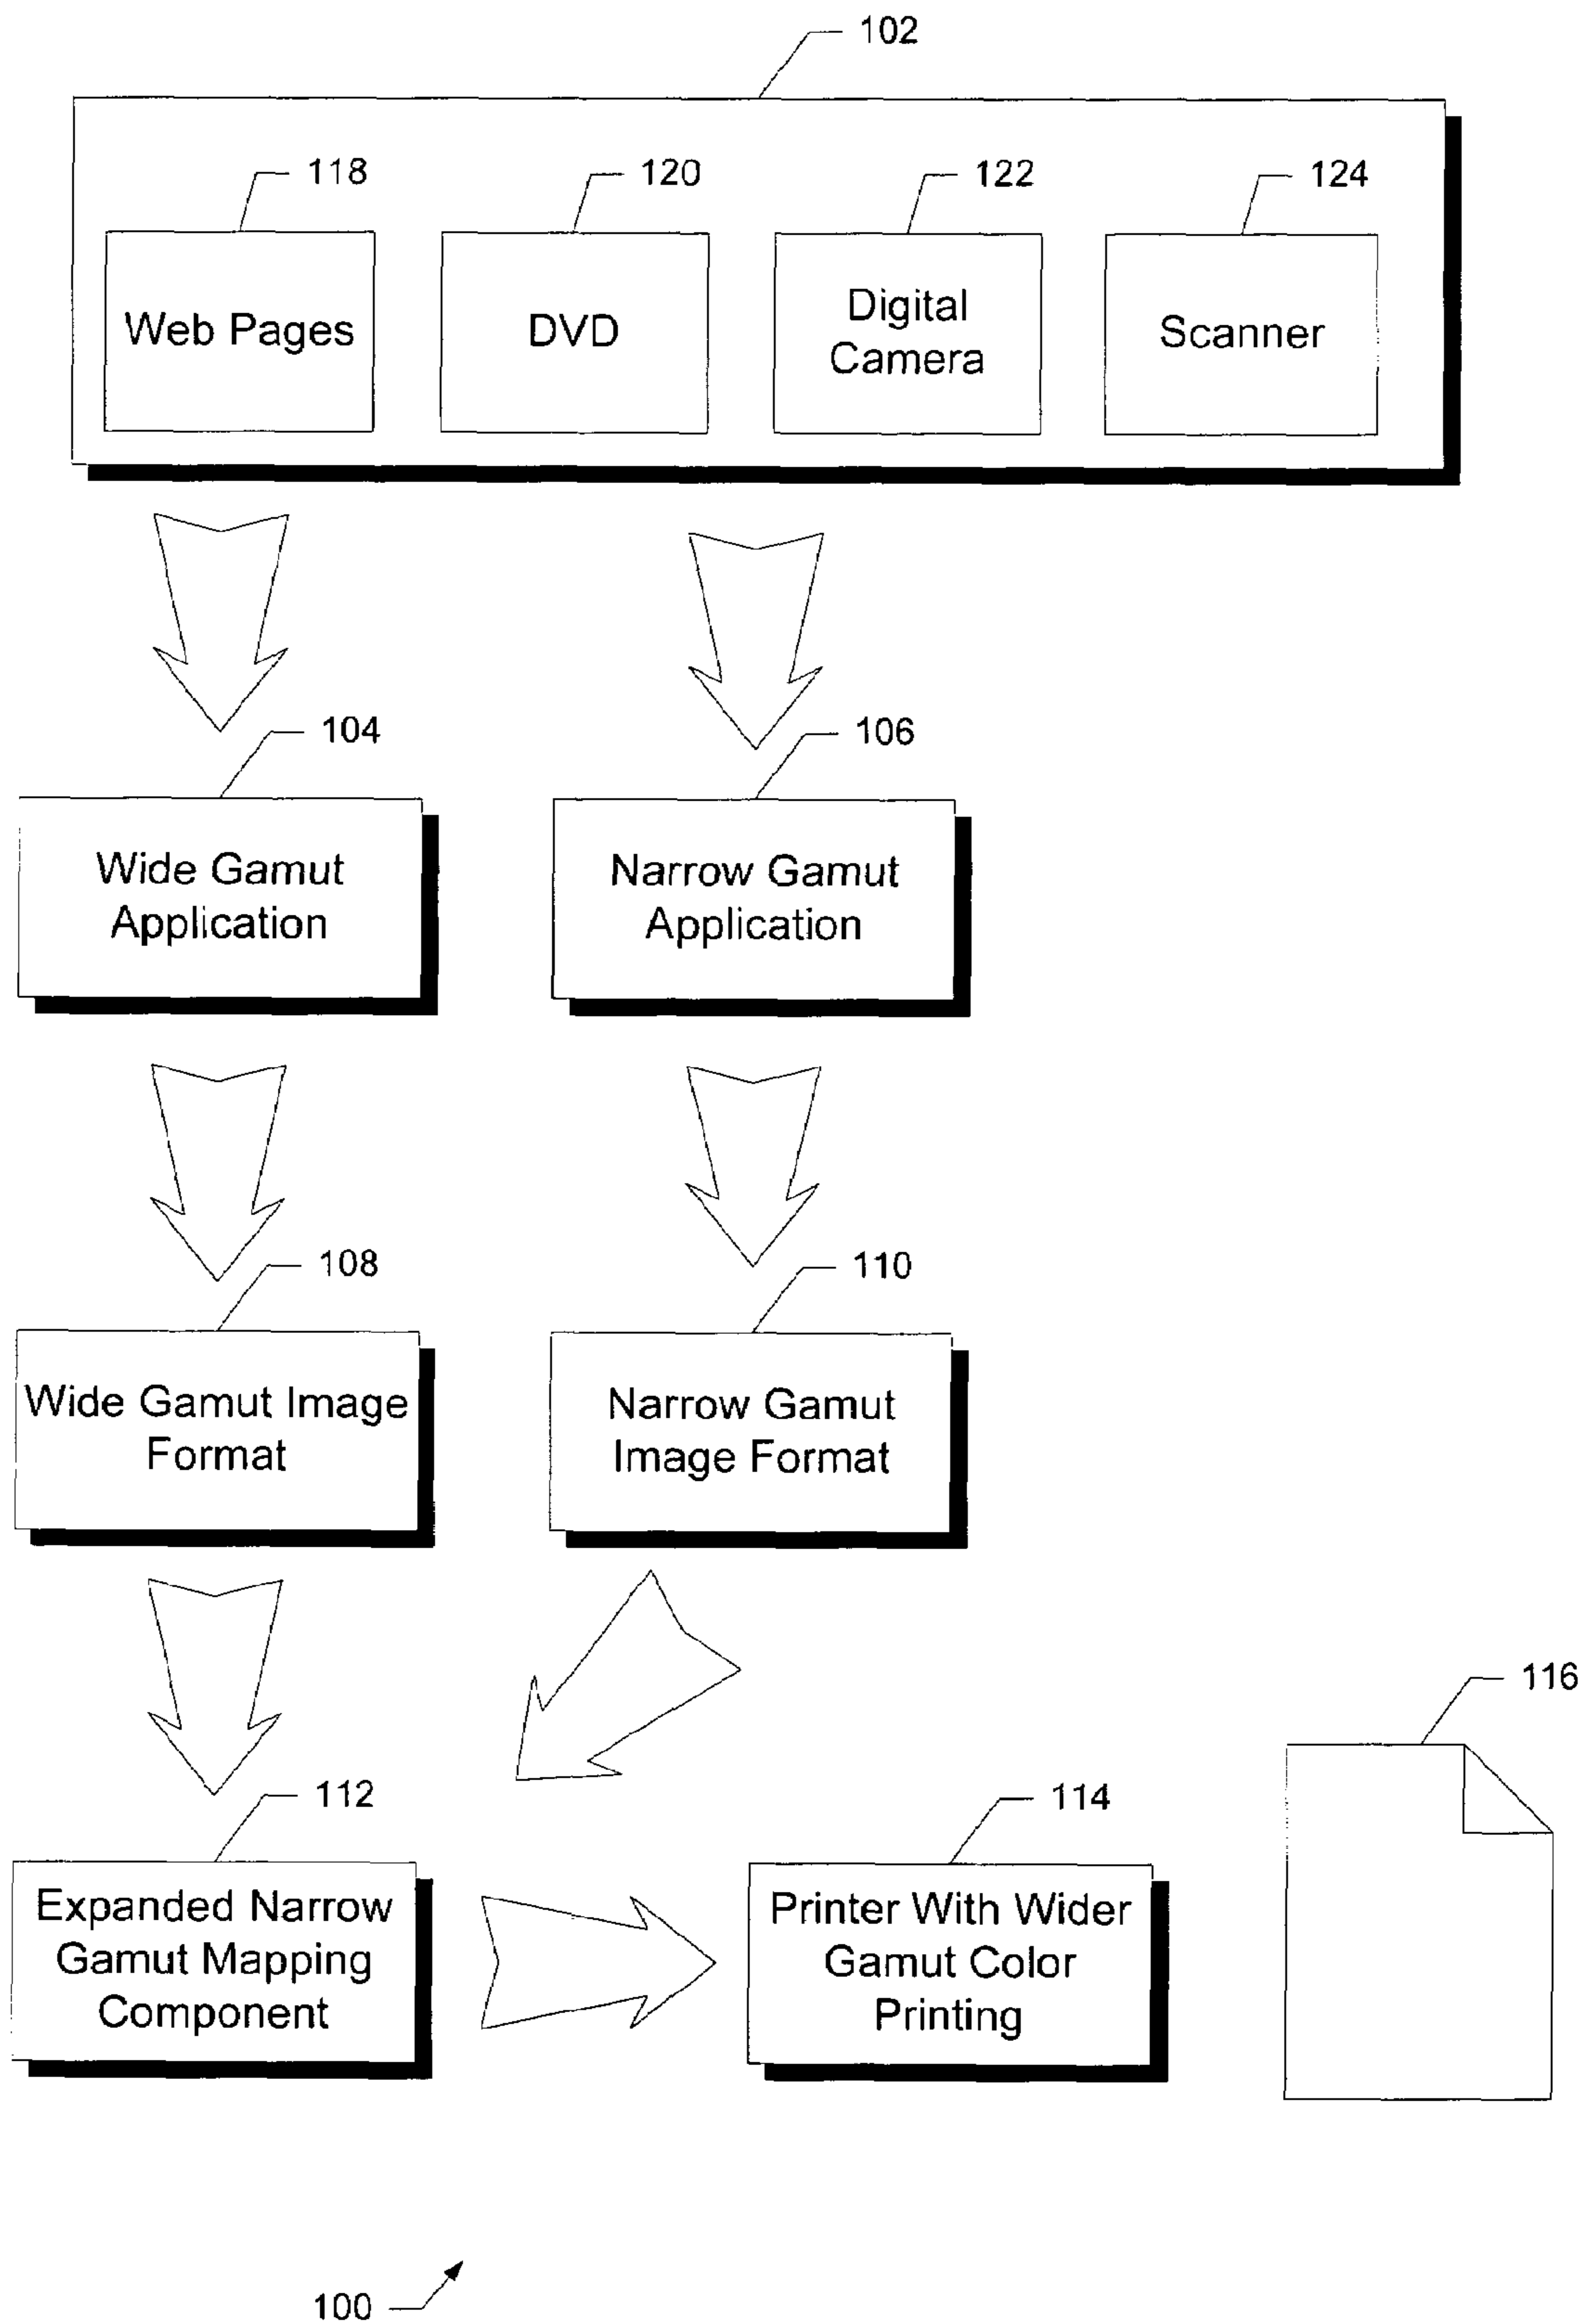 102
118
120
122
124
Web Pages
DVD
Digital
Camera
Scanner
104
106
Wide Gamut
Application
Narrow Gamut
Application
108
110
Wide Gamut Image
Format
Narrow Gamut
Image Format
116
112
114
Expanded Narrow
Gamut Mapping
Component
Printer With Wider
Gamut Color
Printing
100